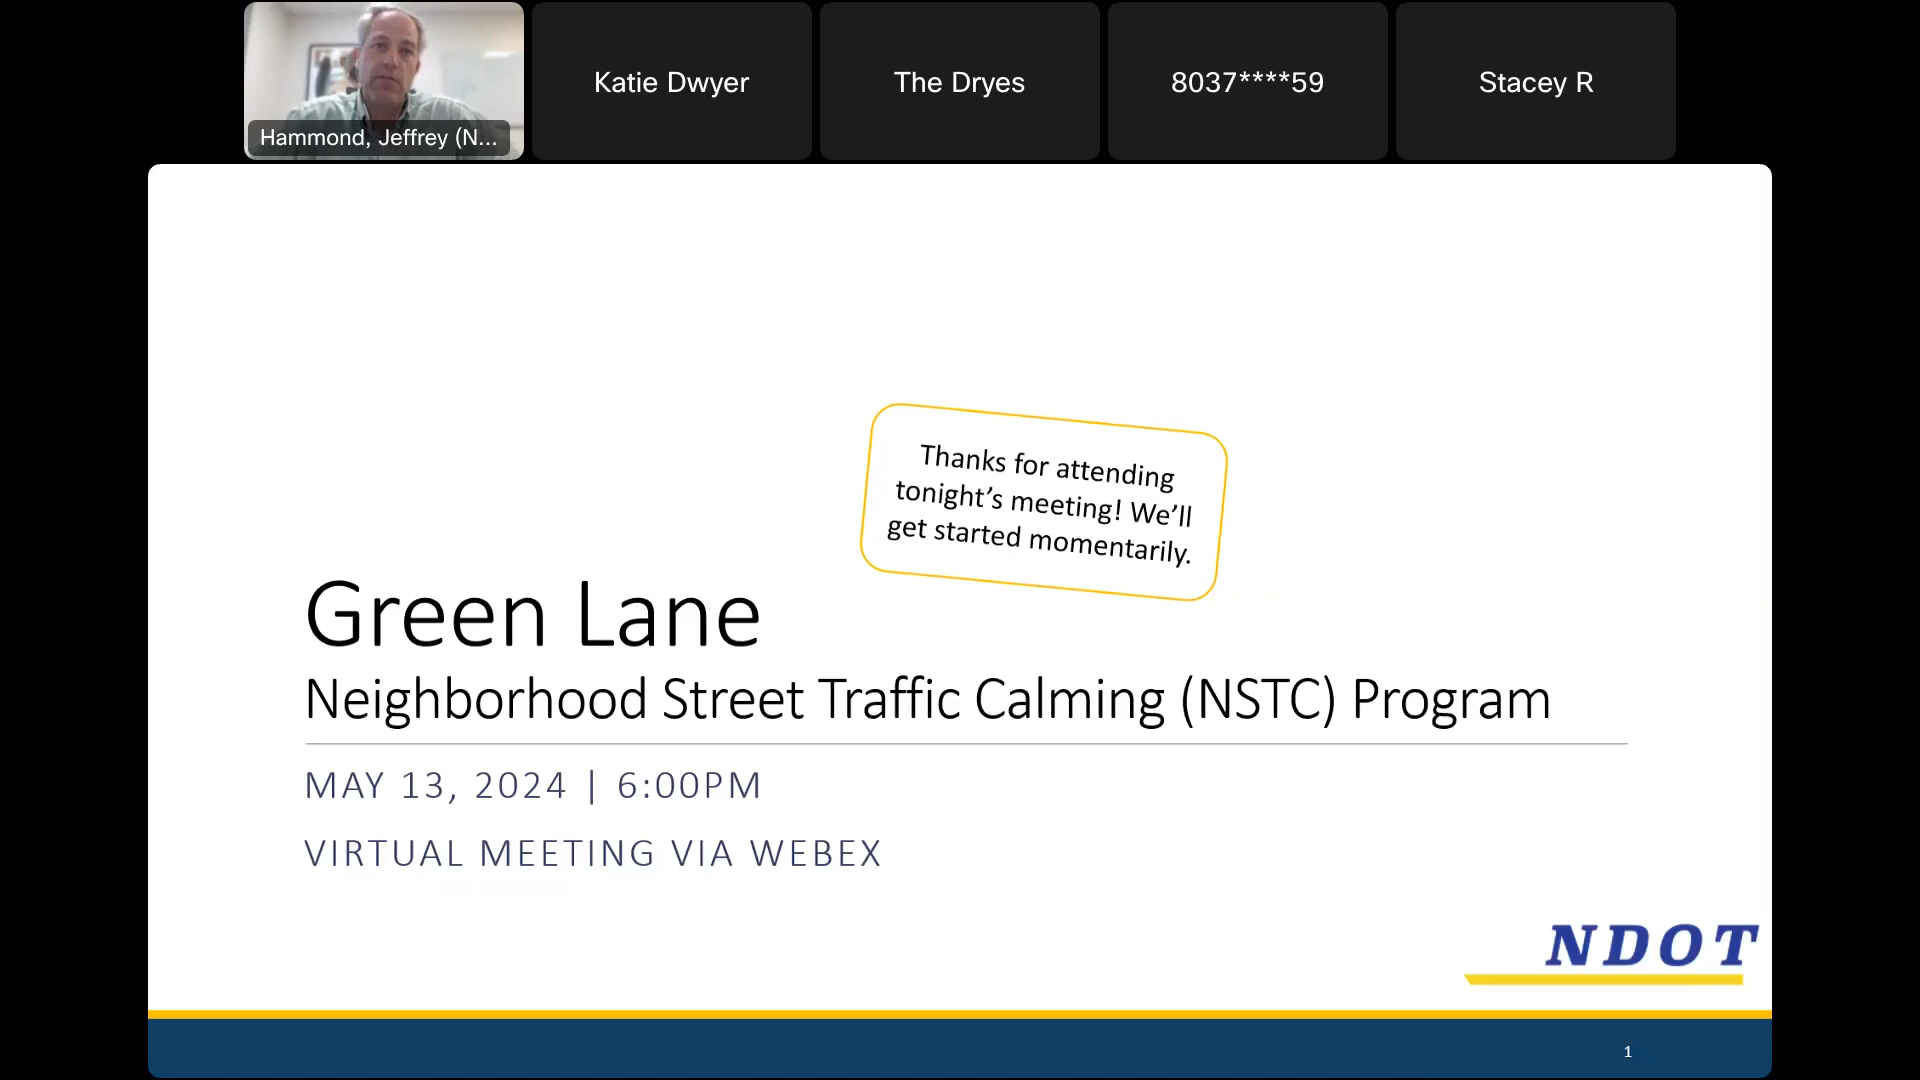 Hammond, Jeffrey (N...
Katie Dwyer
The Dryes
8037****59
Stacey R
Thanks for attending
tonight’s meeting! We’ll
get started momentarily.
Green Lane
Neighborhood Street Traffic Calming (NSTC) Program
MAY 13, 2024 | 6:00PM
VIRTUAL MEETING VIA WEBEX
NDOT
1